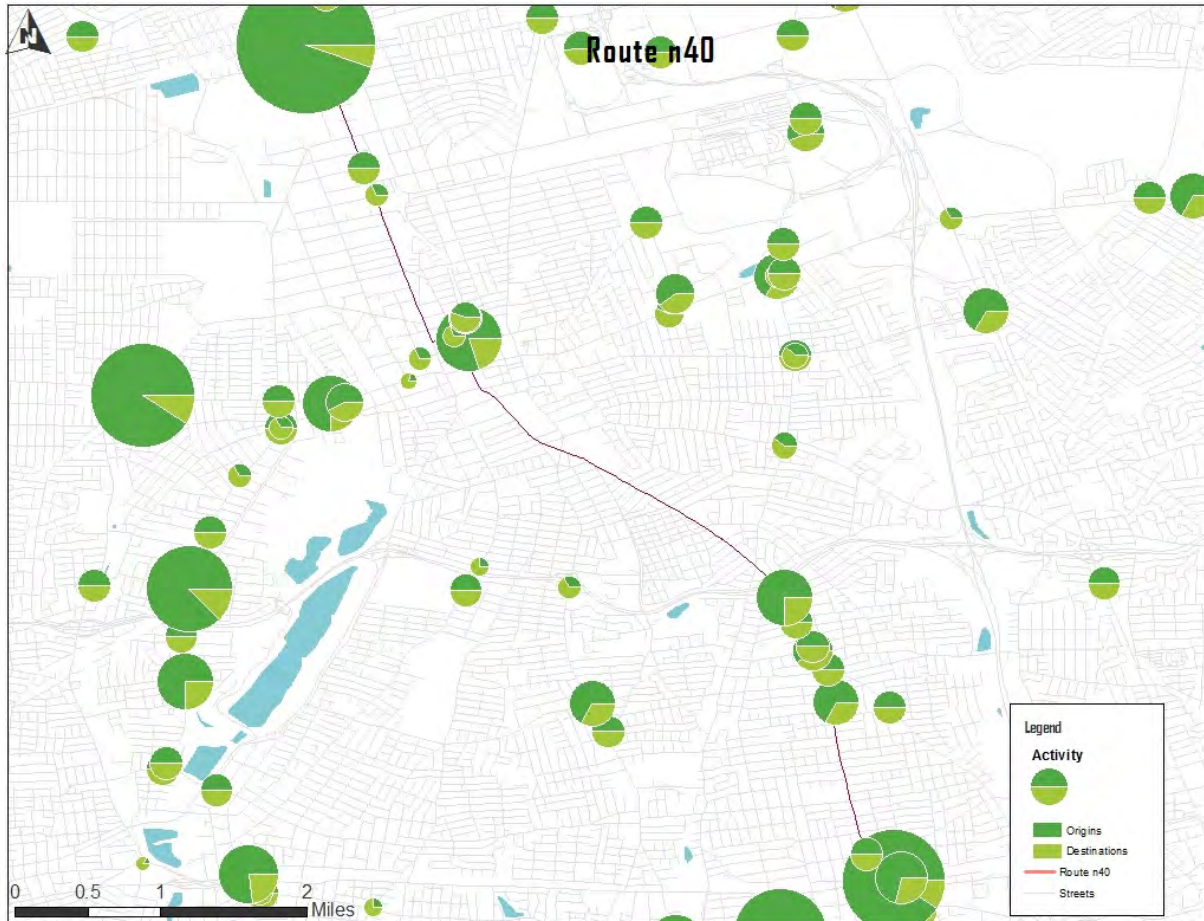 N
Route n40
Legend
Activity
Origins
Destinations
Route n40
Streets
0 0.5 1 2
Miles